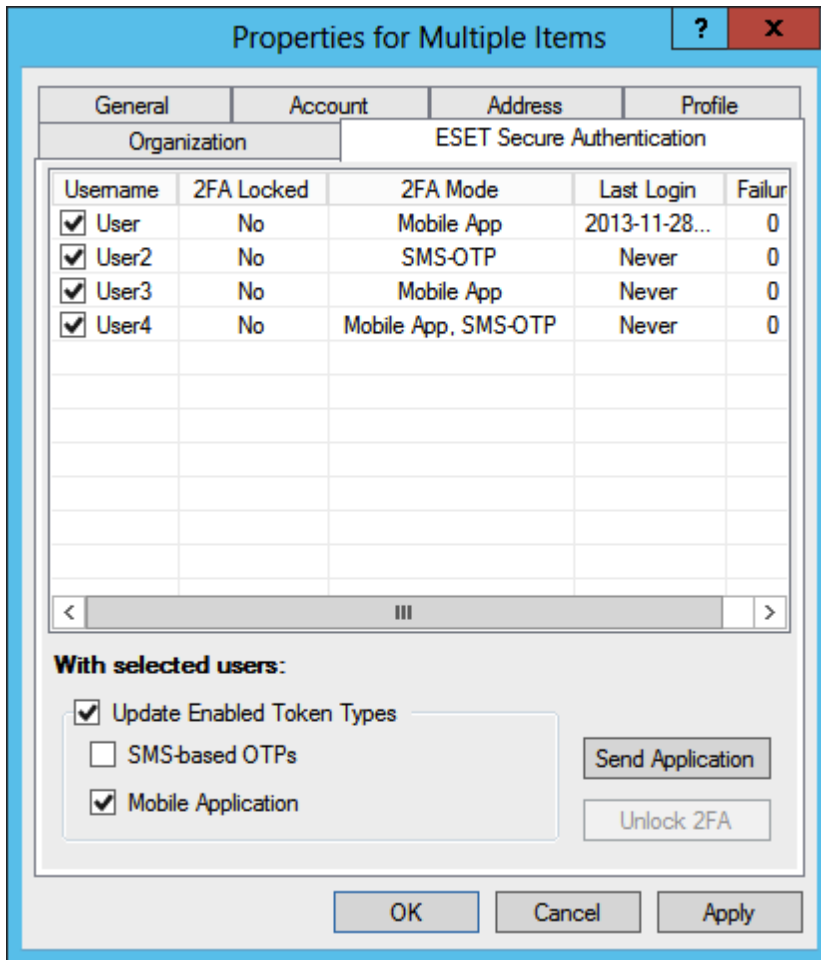 Properties for Multiple Items ? x
General Account Address Profile
Organization ESET Secure Authentication
Username 2FA Locked 2FA Mode Last Login Failur
User No Mobile App 2013-11-28... 0
User2 No SMS-OTP Never 0
User3 No Mobile App Never 0
User4 No Mobile App, SMS-OTP Never 0
With selected users:
Update Enabled Token Types
SMS-based OTPs
Send Application
Mobile Application
Unlock 2FA
OK Cancel Apply